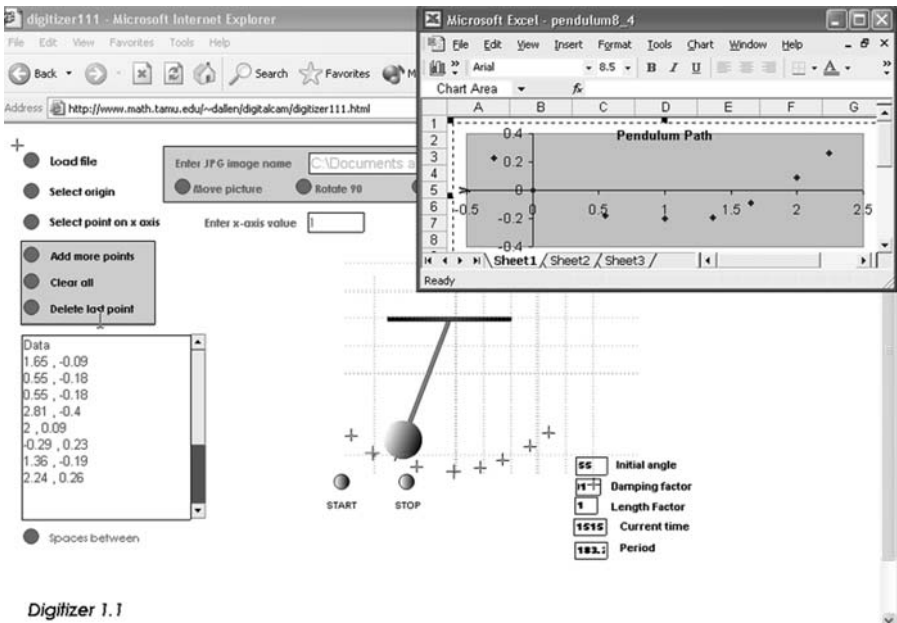 digitizer111 - Microsoft Internet Explorer
File Edit View Favorites Tools Help
Back Search Favorites
Address http://www.math.tamu.edu/~dallen/digitalcam/digitizer111.html
Load file
Select origin
Select point on x axis
Add more points
Clear all
Delete last point
Enter JPG image name C:\Documents a
Move picture Rotate 90
Enter x-axis value
Data
1.65 , -0.09
0.55 , -0.18
0.55 , -0.18
2.81 , -0.4
2 , 0.09
-0.29 , 0.23
1.36 , -0.19
2.24 , 0.26
Spaces between
START STOP
55 Initial angle
Damping factor
1 Length Factor
1515 Current time
Period
Digitizer 1.1
Microsoft Excel - pendulum8_4
File Edit View Insert Format Tools Chart Window Help
Arial 8.5 B I U
Chart Area fx
A B C D E F G
1
2
3
4
5
6
7
8
Pendulum Path
0.4
0.2
0
-0.2
-0.4
-0.5 0 0.5 1 1.5 2 2.5
Sheet1 Sheet2 Sheet3
Ready